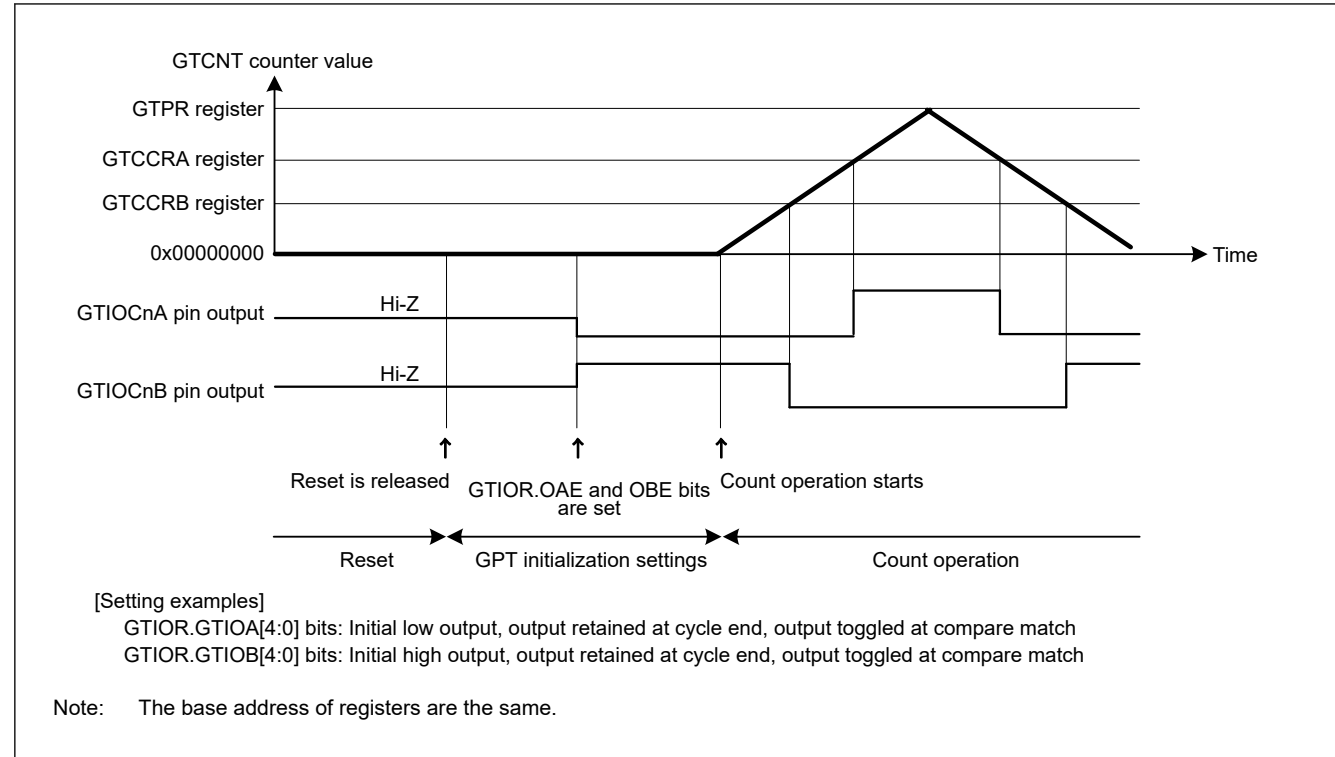 GTCNT counter value
GTPR register
GTCCRA register
GTCCRB register
0x00000000
Time
GTIOCnA pin output
Hi-Z
GTIOCnB pin output
Hi-Z
Reset is released
GTIOR.OAE and OBE bits
are set
Count operation starts
Reset
GPT initialization settings
Count operation
[Setting examples]
GTIOR.GTIOA[4:0] bits: Initial low output, output retained at cycle end, output toggled at compare match
GTIOR.GTIOB[4:0] bits: Initial high output, output retained at cycle end, output toggled at compare match
Note: The base address of registers are the same.